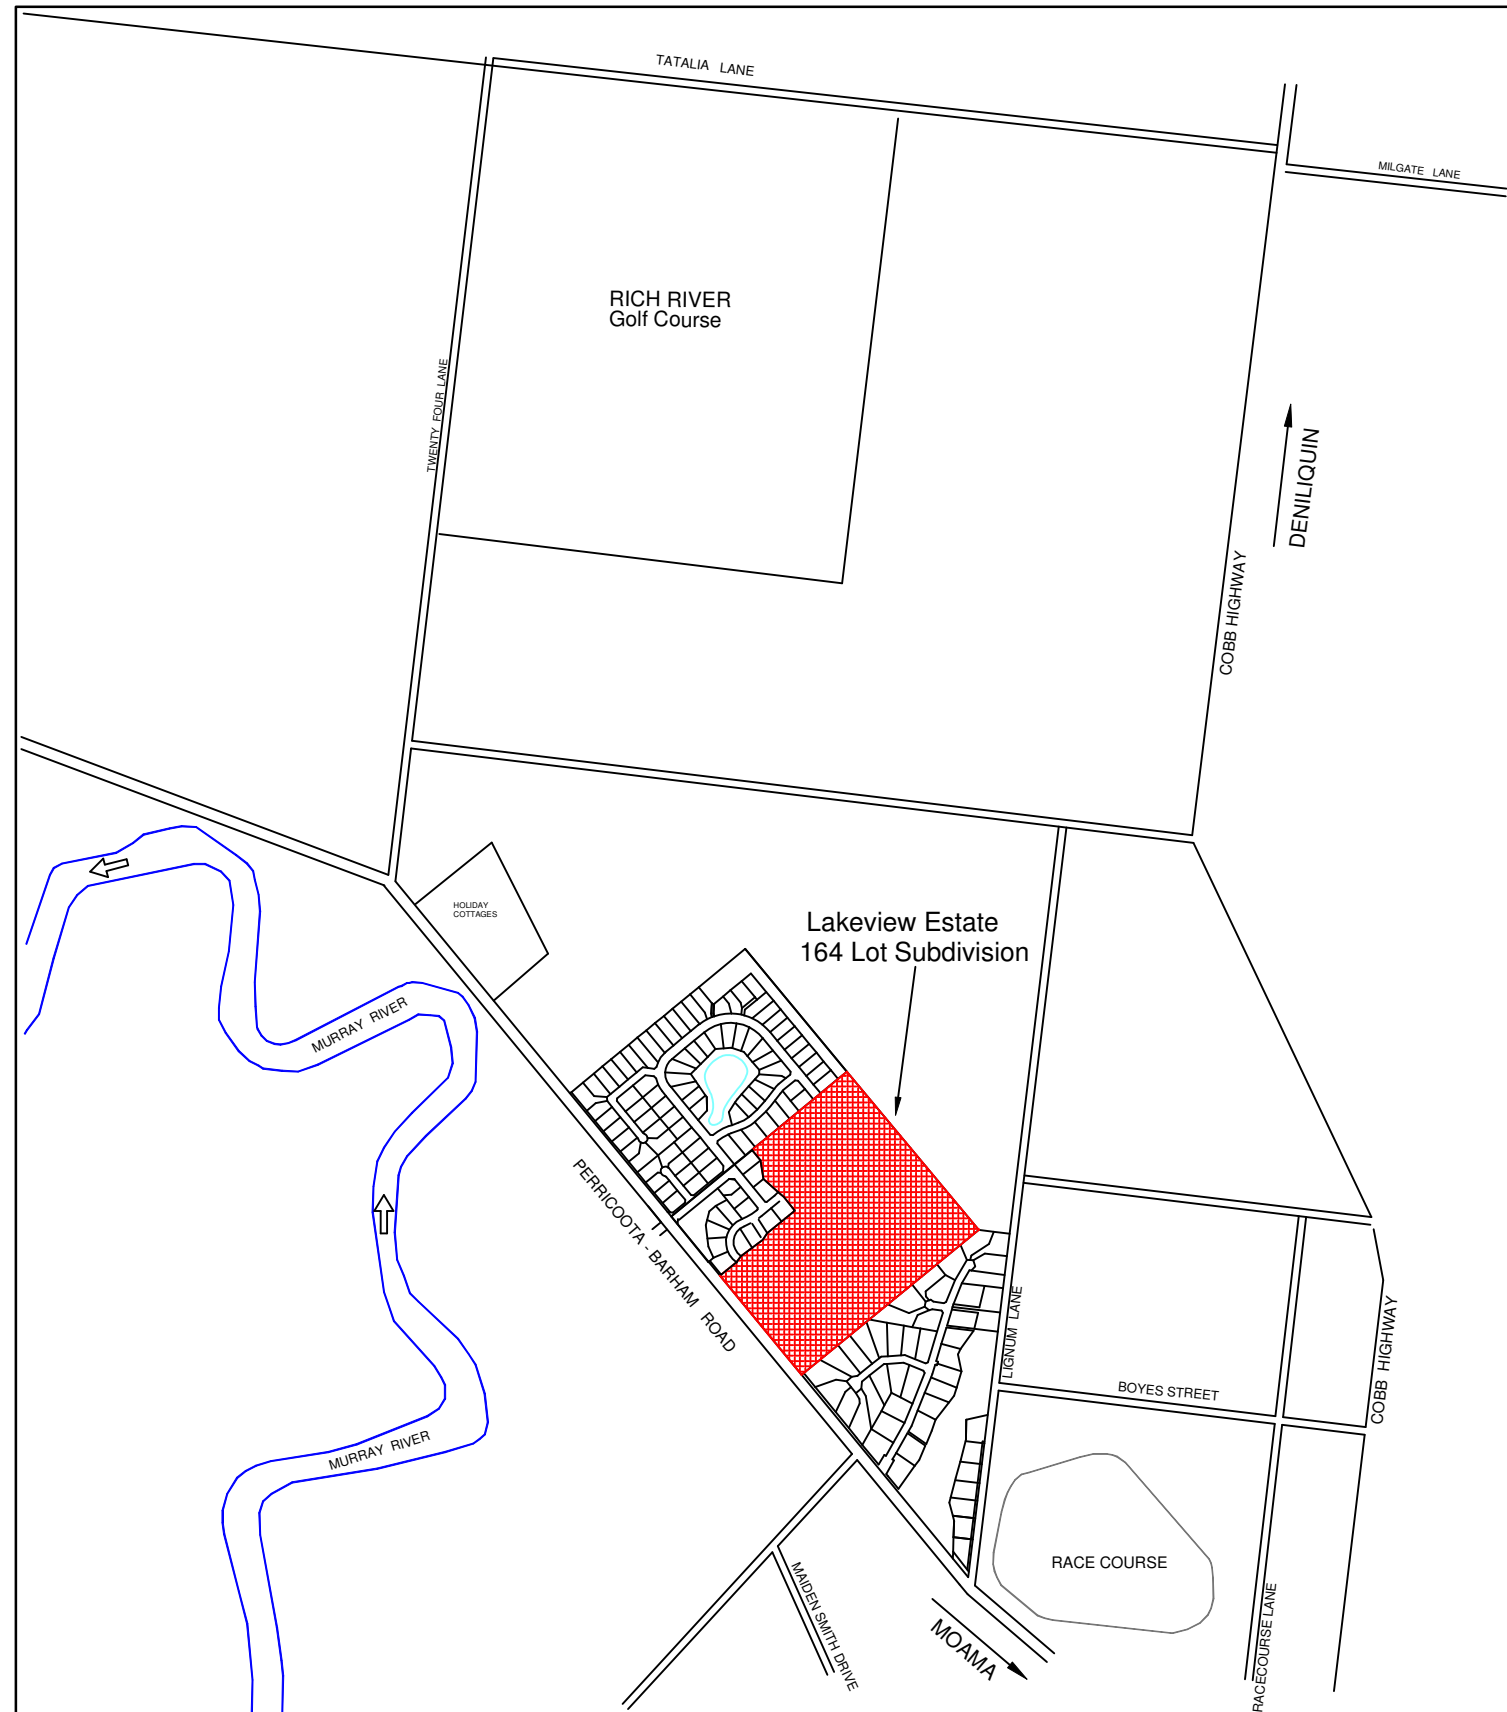 TATALIA LANE
MILGATE LANE
RICH RIVER
Golf Course
TWENTY FOUR LANE
DENILIQUIN
COBB HIGHWAY
HOLIDAY
COTTAGES
Lakeview Estate
164 Lot Subdivision
MURRAY RIVER
PERRICOOTA - BARHAM ROAD
LIGNUM LANE
COBB HIGHWAY
BOYES STREET
MURRAY RIVER
RACE COURSE
MAIDEN SMITH DRIVE
MOAMA
RACECOURSE LANE